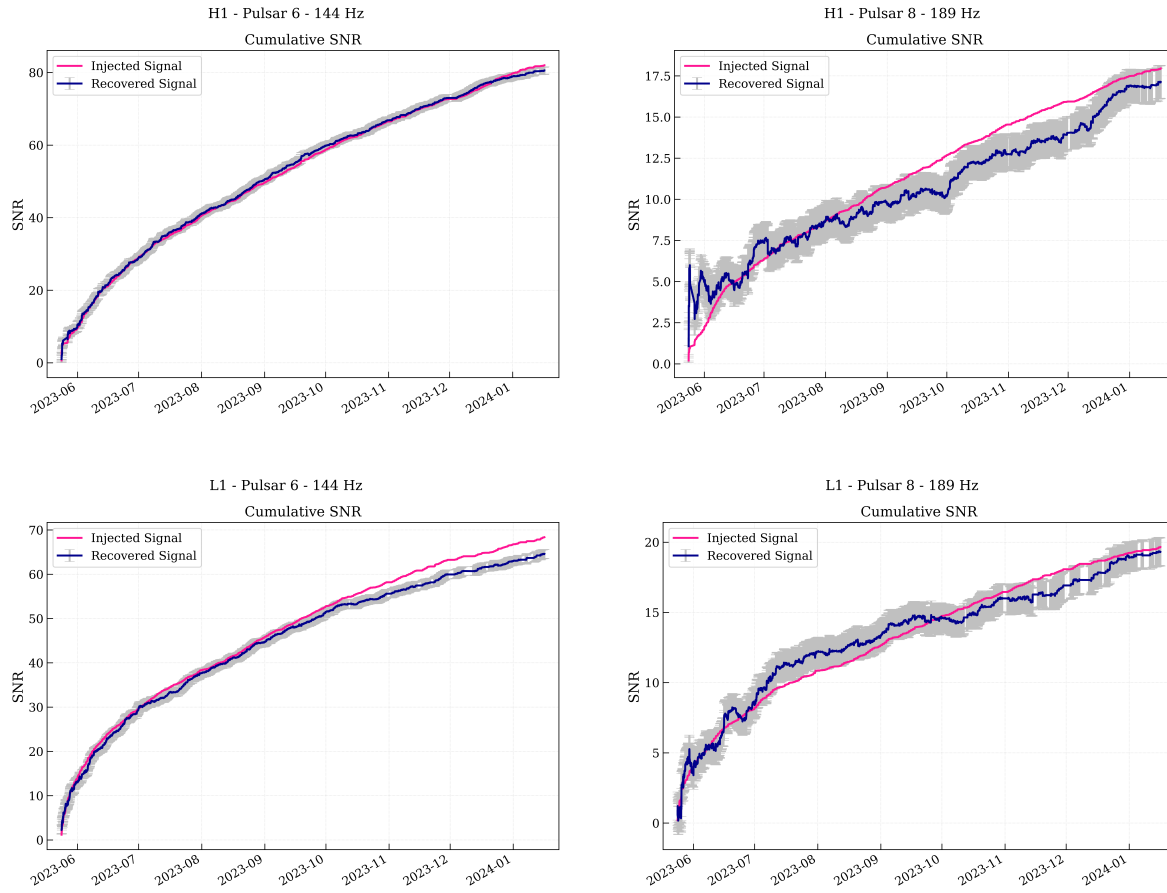 H1 - Pulsar 6 - 144 Hz
Cumulative SNR
Injected Signal
Recovered Signal
SNR
80
60
40
20
0
2023-06
2023-07
2023-08
2023-09
2023-10
2023-11
2023-12
2024-01
H1 - Pulsar 8 - 189 Hz
Cumulative SNR
Injected Signal
Recovered Signal
SNR
17.5
15.0
12.5
10.0
7.5
5.0
2.5
0.0
2023-06
2023-07
2023-08
2023-09
2023-10
2023-11
2023-12
2024-01
L1 - Pulsar 6 - 144 Hz
Cumulative SNR
Injected Signal
Recovered Signal
SNR
70
60
50
40
30
20
10
0
2023-06
2023-07
2023-08
2023-09
2023-10
2023-11
2023-12
2024-01
L1 - Pulsar 8 - 189 Hz
Cumulative SNR
Injected Signal
Recovered Signal
SNR
20
15
10
5
0
2023-06
2023-07
2023-08
2023-09
2023-10
2023-11
2023-12
2024-01